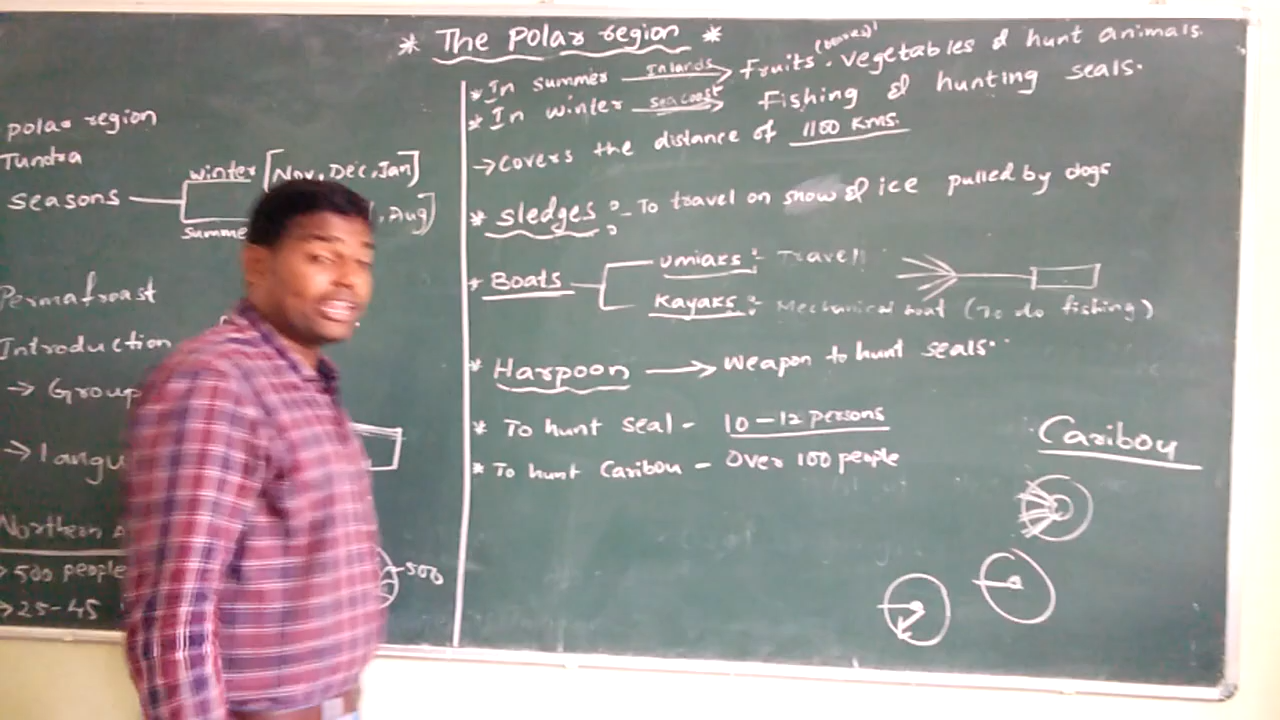 * The Polar region *
polar region
Tundra
seasons
winter [Nov, Dec, Jan]
, Aug]
Summe
Permafroast
Introduction
→ Group
→ langu
Northern A
→ 500 people
→ 25-45
500
* In summer Inlands → Fruits, vegetables & hunt animals.
* In winter sea coast → Fishing & hunting seals.
→ covers the distance of 1100 Kms.
* sledges :- To travel on snow & ice pulled by dogs
* Boats
umiaks :- Travel
Kayaks :- Mechanical boat (To do fishing)
* Harpoon → Weapon to hunt seals.
* To hunt seal - 10-12 persons
* To hunt Caribou - Over 100 people
Caribou